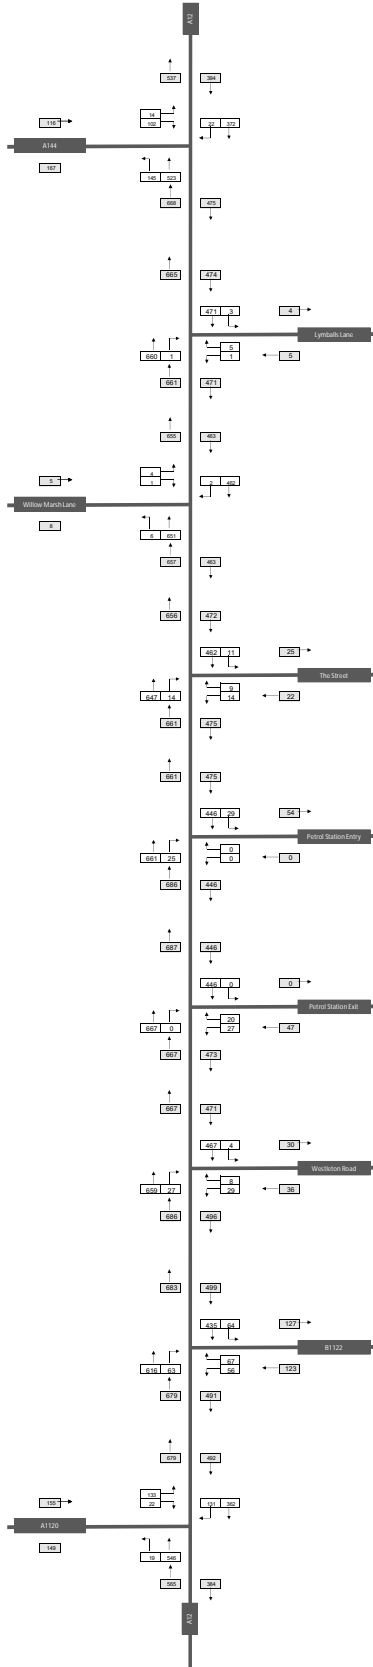 A12
537 394
14
116 102 22 372
A144
167 145 523
668 475
665 474
471 3 4
Lymballs Lane
5
660 1 1 5
661 471
655 463
4
5 1 2 462
Willow Marsh Lane
8 6 651
657 463
656 472
462 11 25
The Street
9
647 14 14 22
661 475
661 475
446 29 54
Petrol Station Entry
0
661 25 0 0
686 446
687 446
446 0 0
Petrol Station Exit
20
667 0 27 47
667 473
667 471
467 4 30
Westleton Road
8
659 27 29 36
686 496
683 499
435 64 127
B1122
67
616 63 56 123
679 491
679 492
133
155 22 131 362
A1120
149 19 546
565 384
A12